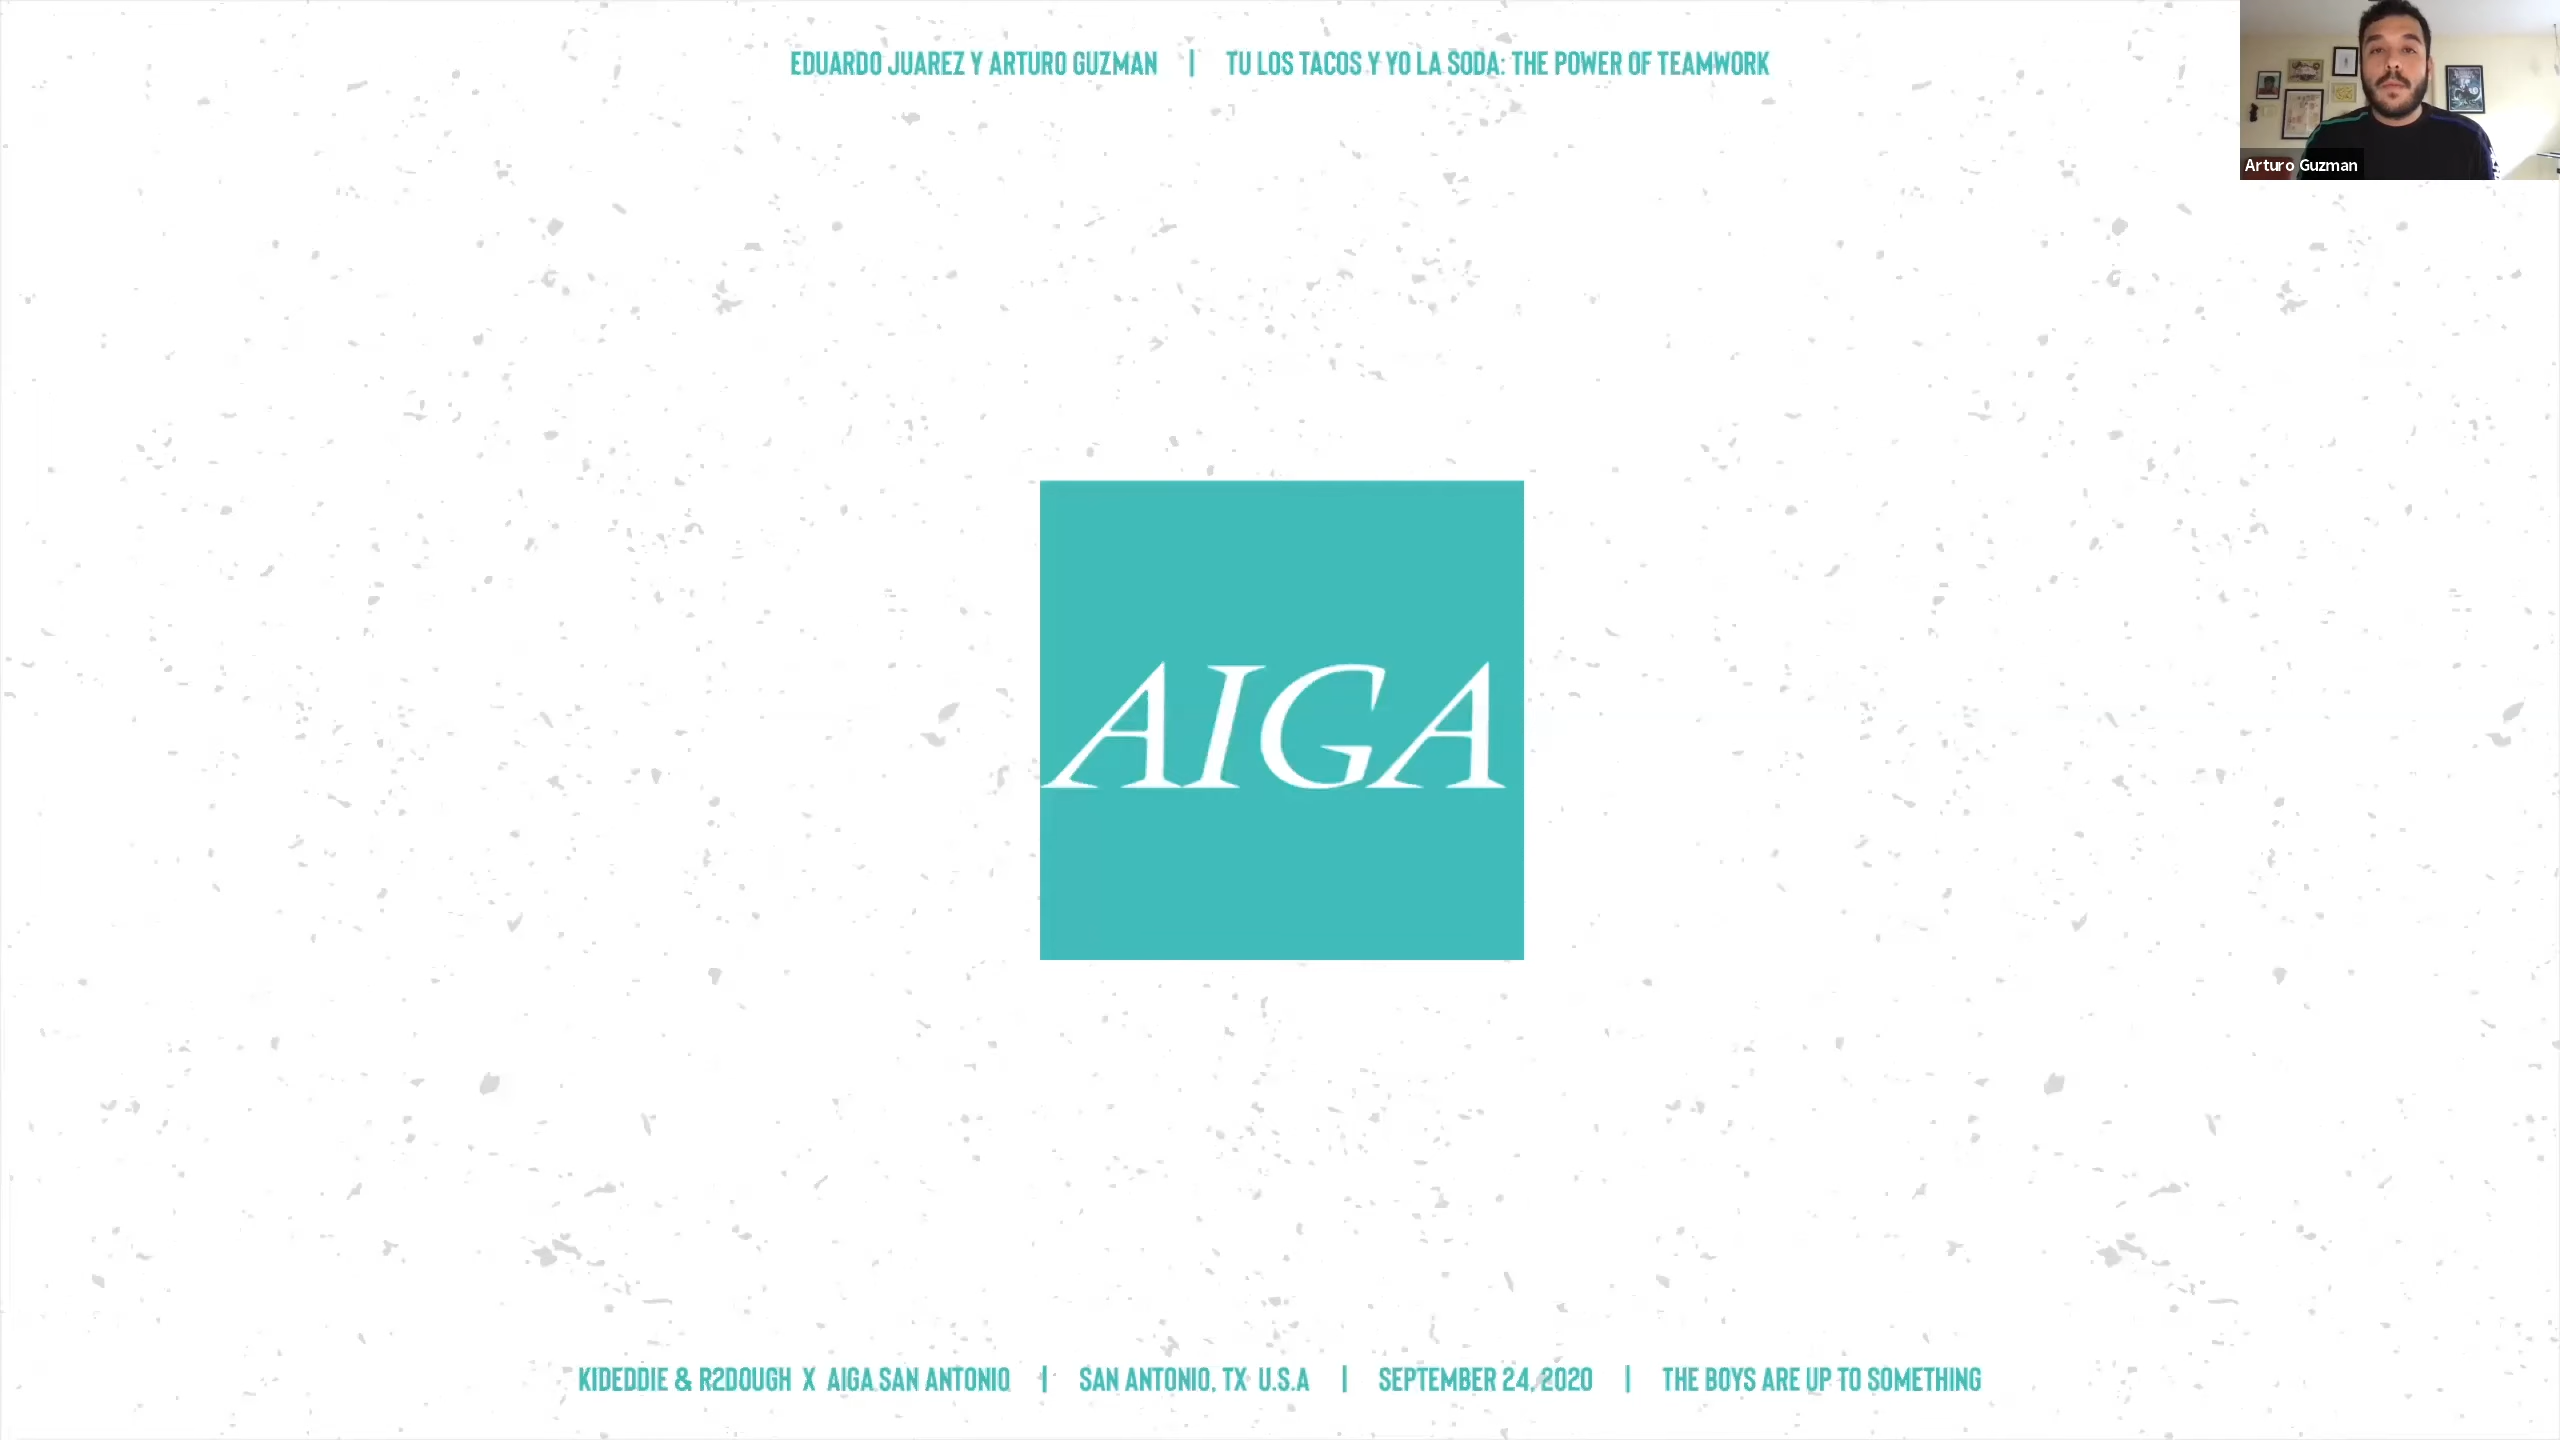 EDUARDO JUAREZ Y ARTURO GUZMAN | TU LOS TACOS Y YO LA SODA: THE POWER OF TEAMWORK
Arturo Guzman
AIGA
KIDEDDIE & R2DOUGH X AIGA SAN ANTONIO | SAN ANTONIO, TX U.S.A | SEPTEMBER 24, 2020 | THE BOYS ARE UP TO SOMETHING